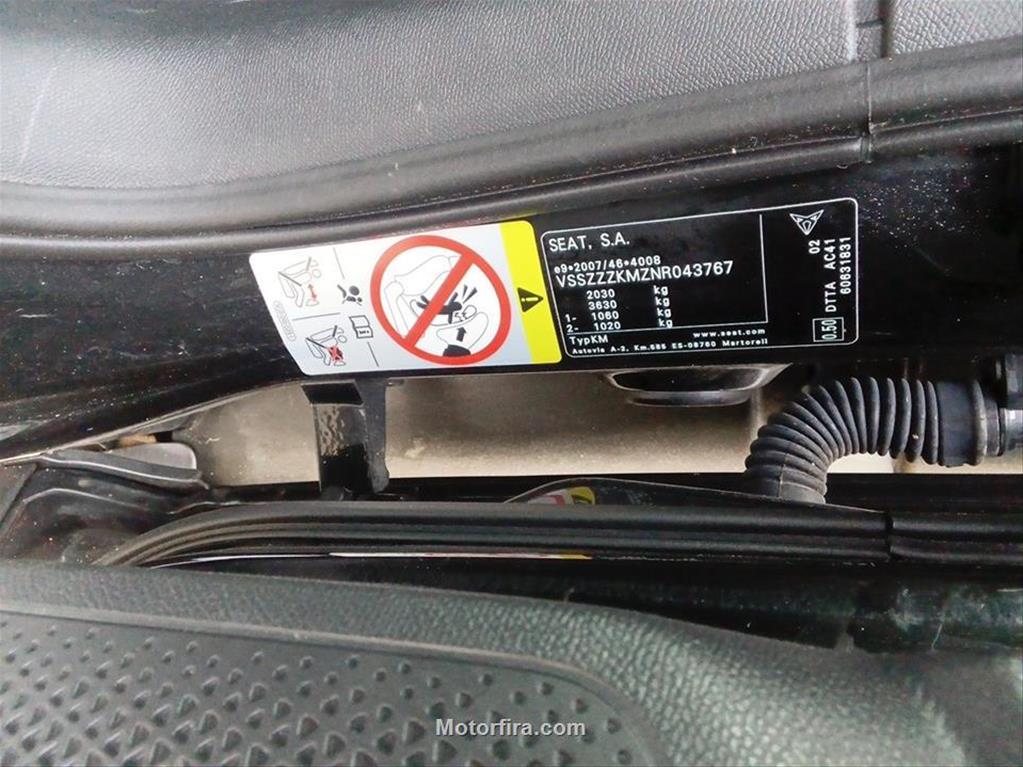 SEAT, S.A.
e9*2007/46*4008
VSSZZZKMZNR043767
2030 kg
3630 kg
1- 1060 kg
2- 1020 kg
TypKM
www.seat.com
Autovia A-2, Km.585 ES-08760 Martorell
0.50 DTTA AC41 02
60631831
Motorfira.com